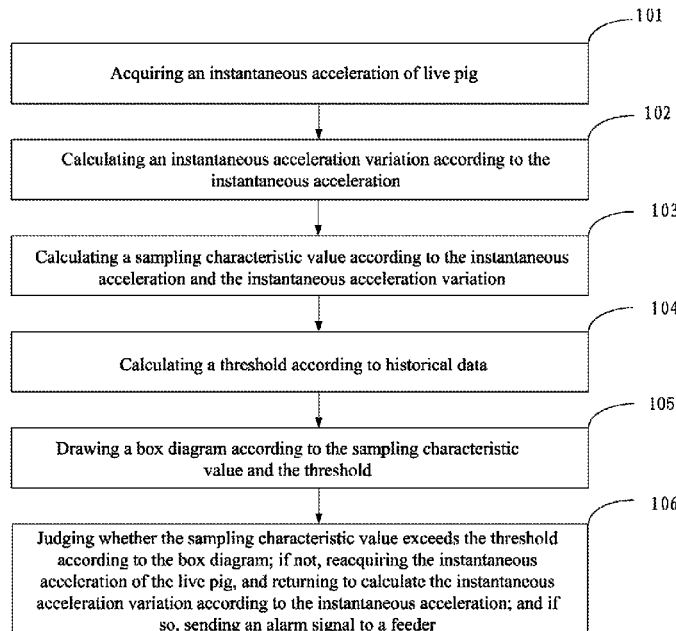 101
Acquiring an instantaneous acceleration of live pig
102
Calculating an instantaneous acceleration variation according to the
instantaneous acceleration
103
Calculating a sampling characteristic value according to the instantaneous
acceleration and the instantaneous acceleration variation
104
Calculating a threshold according to historical data
105
Drawing a box diagram according to the sampling characteristic
value and the threshold
106
Judging whether the sampling characteristic value exceeds the threshold
according to the box diagram; if not, reacquiring the instantaneous
acceleration of the live pig, and returning to calculate the instantaneous
acceleration variation according to the instantaneous acceleration; and if
so, sending an alarm signal to a feeder